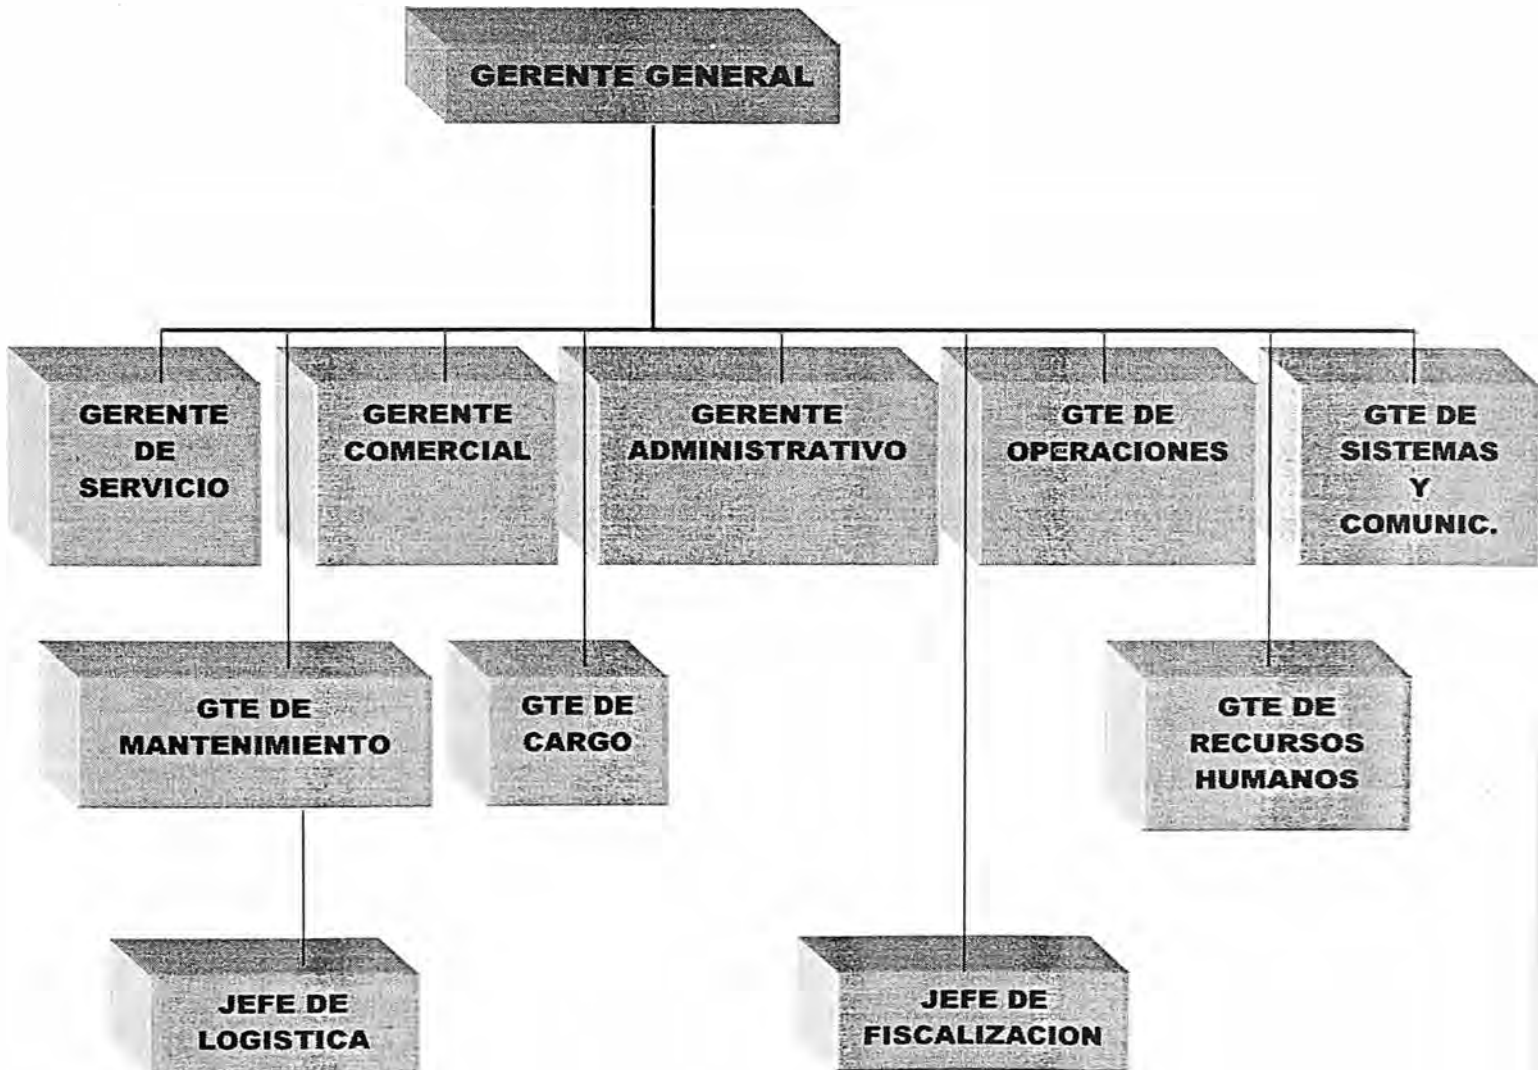 GERENTE GENERAL
GERENTE
DE
SERVICIO
GERENTE
COMERCIAL
GERENTE
ADMINISTRATIVO
GTE DE
OPERACIONES
GTE DE
SISTEMAS
Y
COMUNIC.
GTE DE
MANTENIMIENTO
GTE DE
CARGO
GTE DE
RECURSOS
HUMANOS
JEFE DE
LOGISTICA
JEFE DE
FISCALIZACION